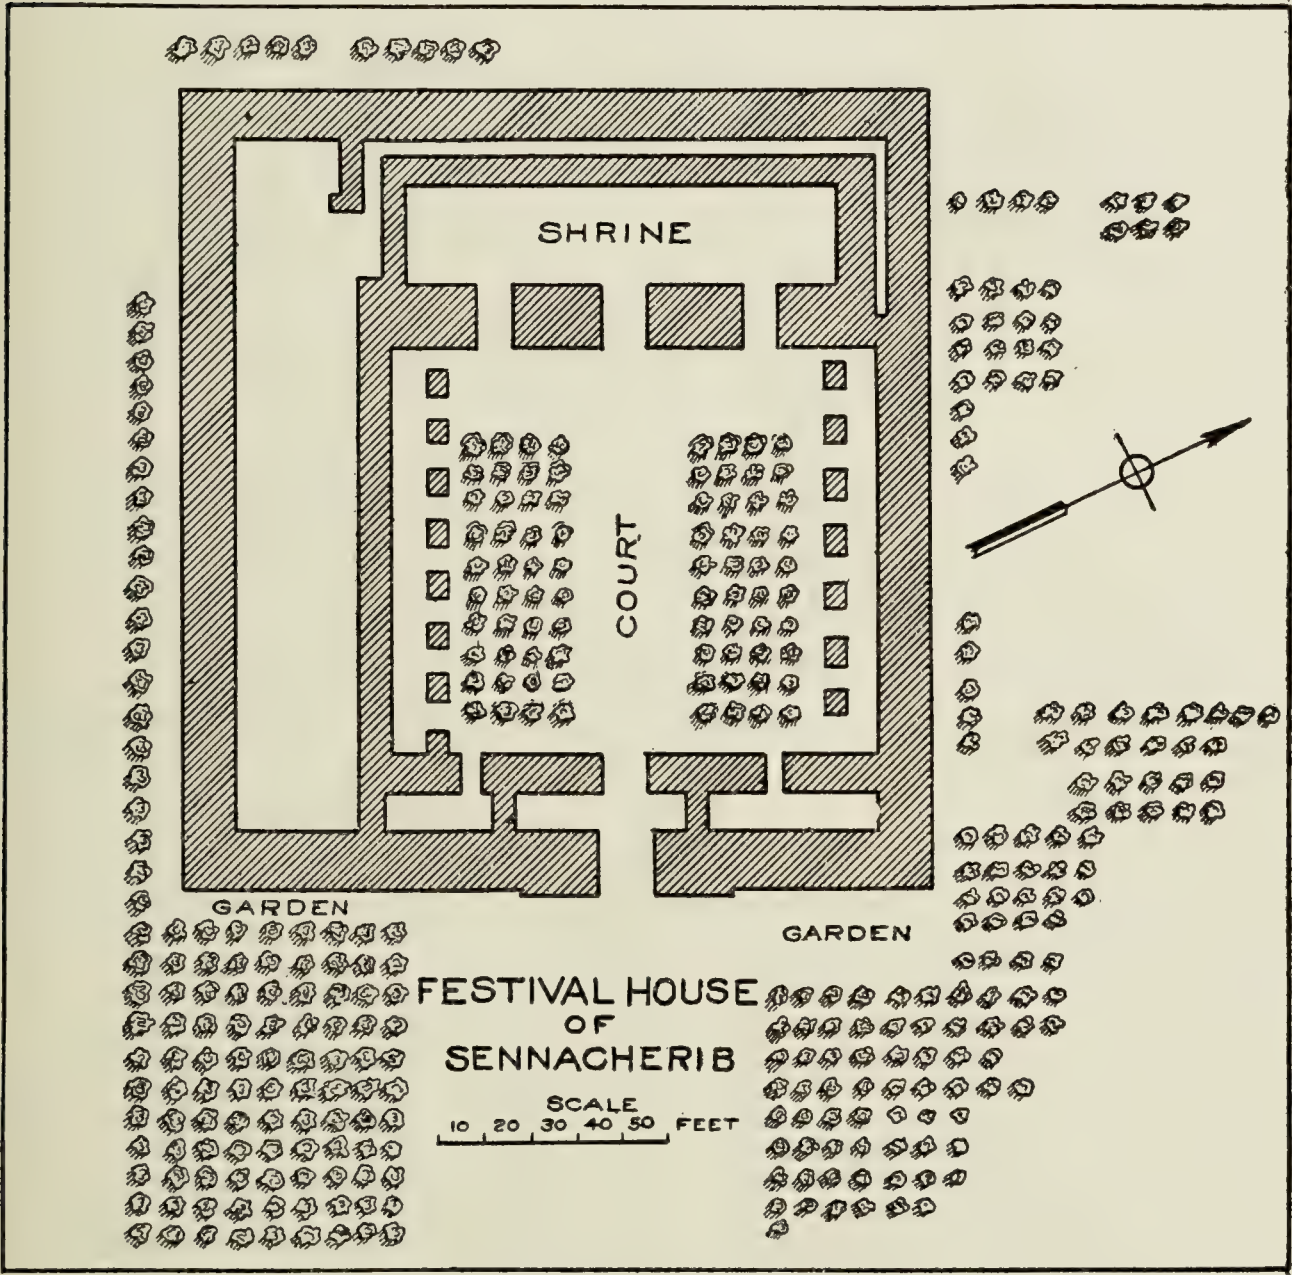 SHRINE
COURT
GARDEN
GARDEN
FESTIVAL HOUSE
OF
SENNACHERIB
SCALE
10 20 30 40 50 FEET